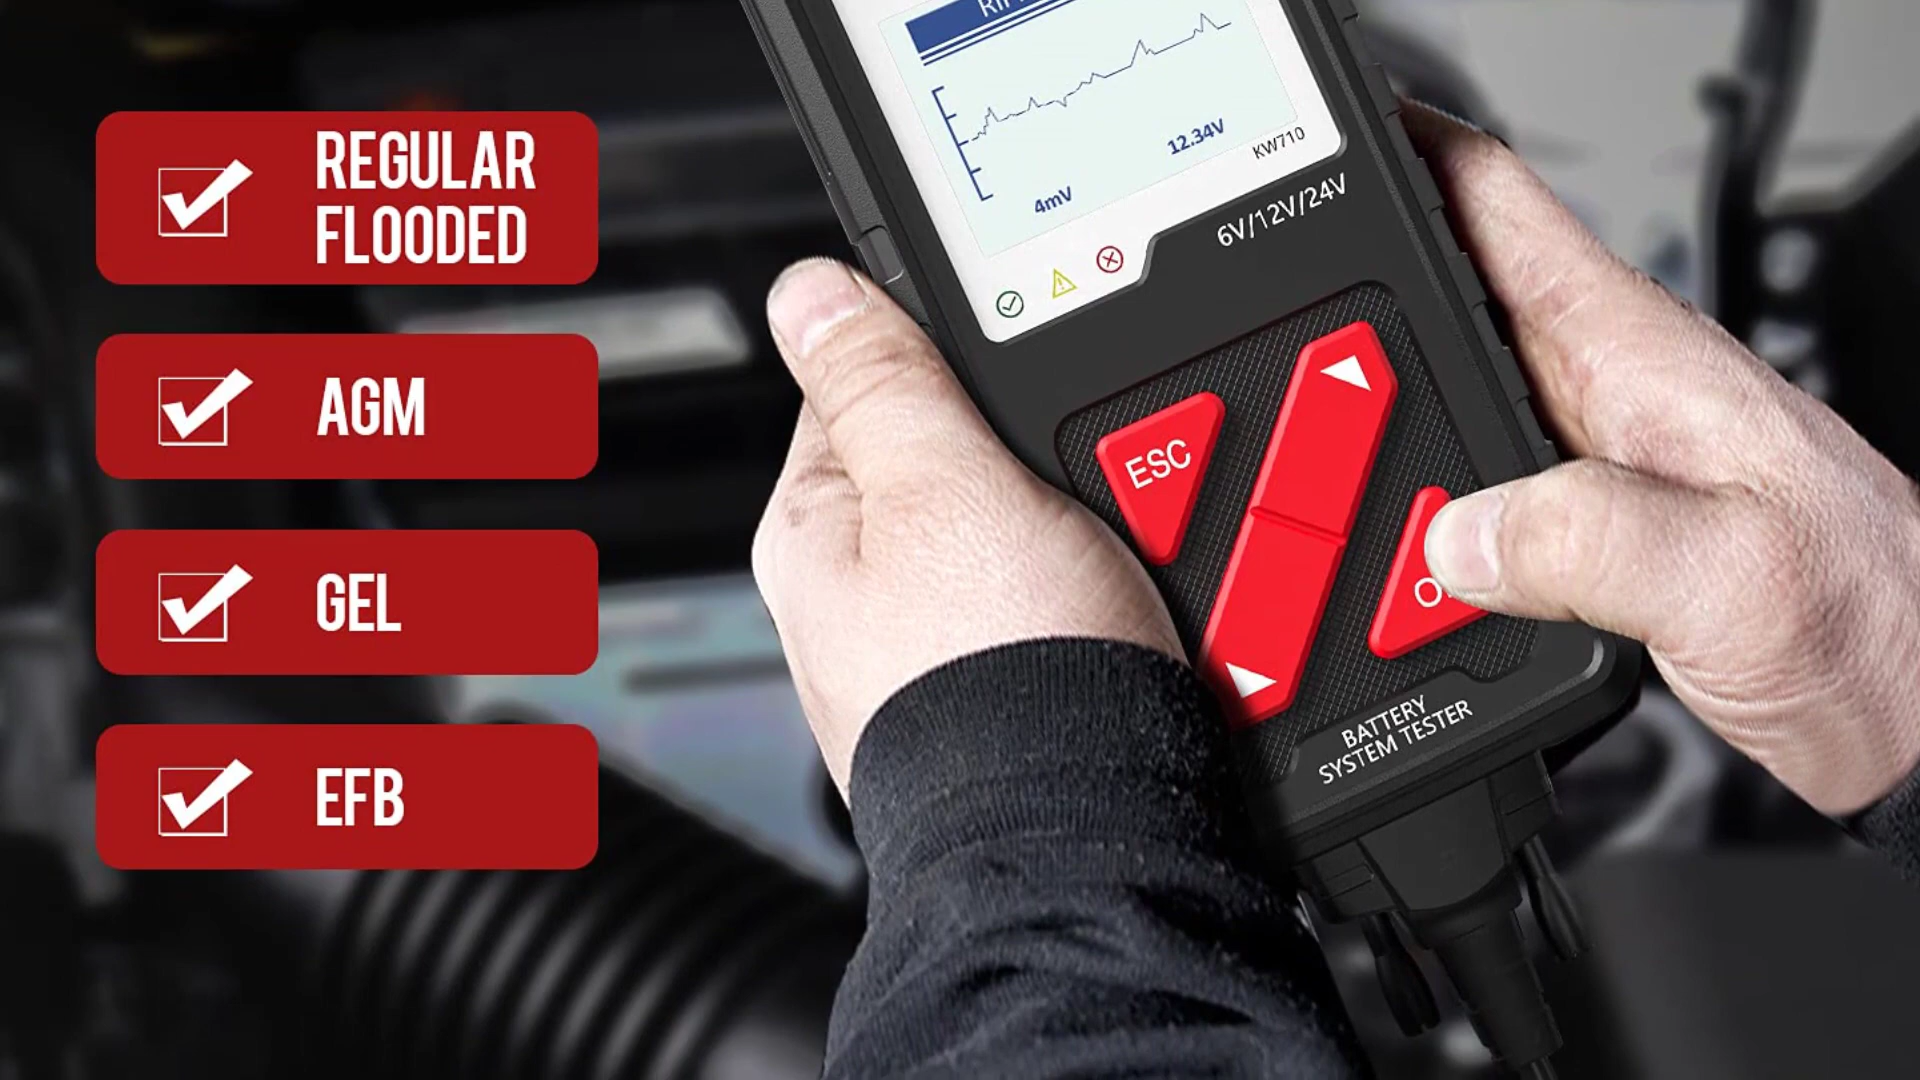 REGULAR
FLOODED
AGM
GEL
EFB
12.34V
4mV
KW710
6V/12V/24V
ESC
BATTERY
SYSTEM TESTER